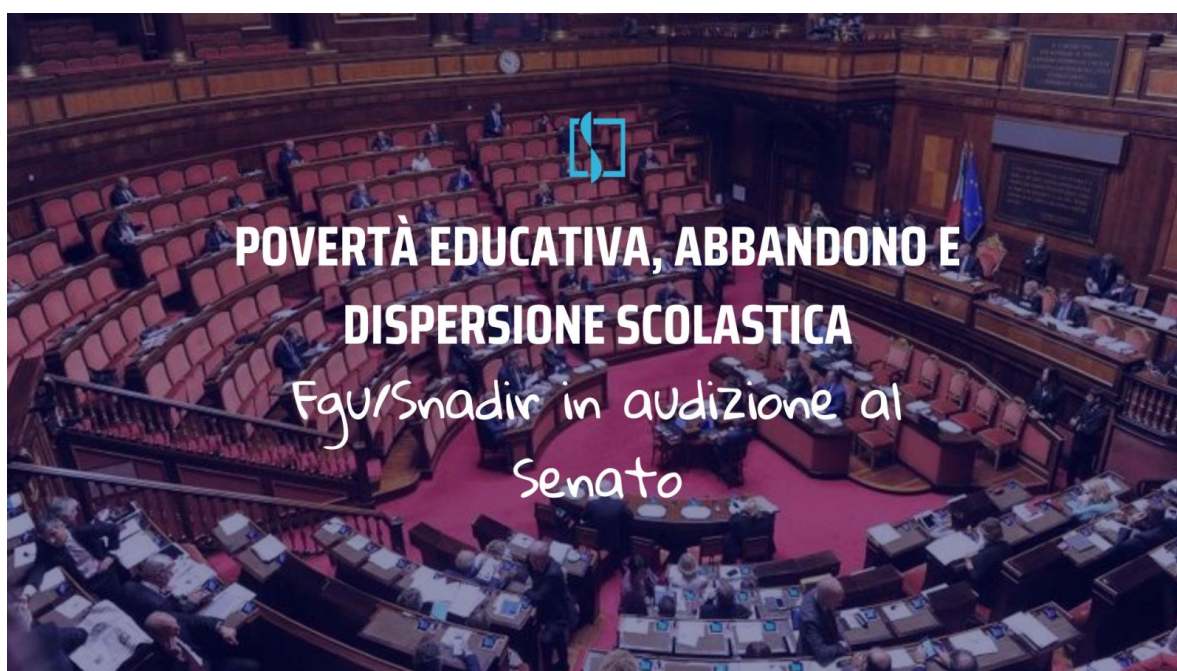 POVERTÀ EDUCATIVA, ABBANDONO E
DISPERSIONE SCOLASTICA
Fgu/Snadir in audizione al
Senato